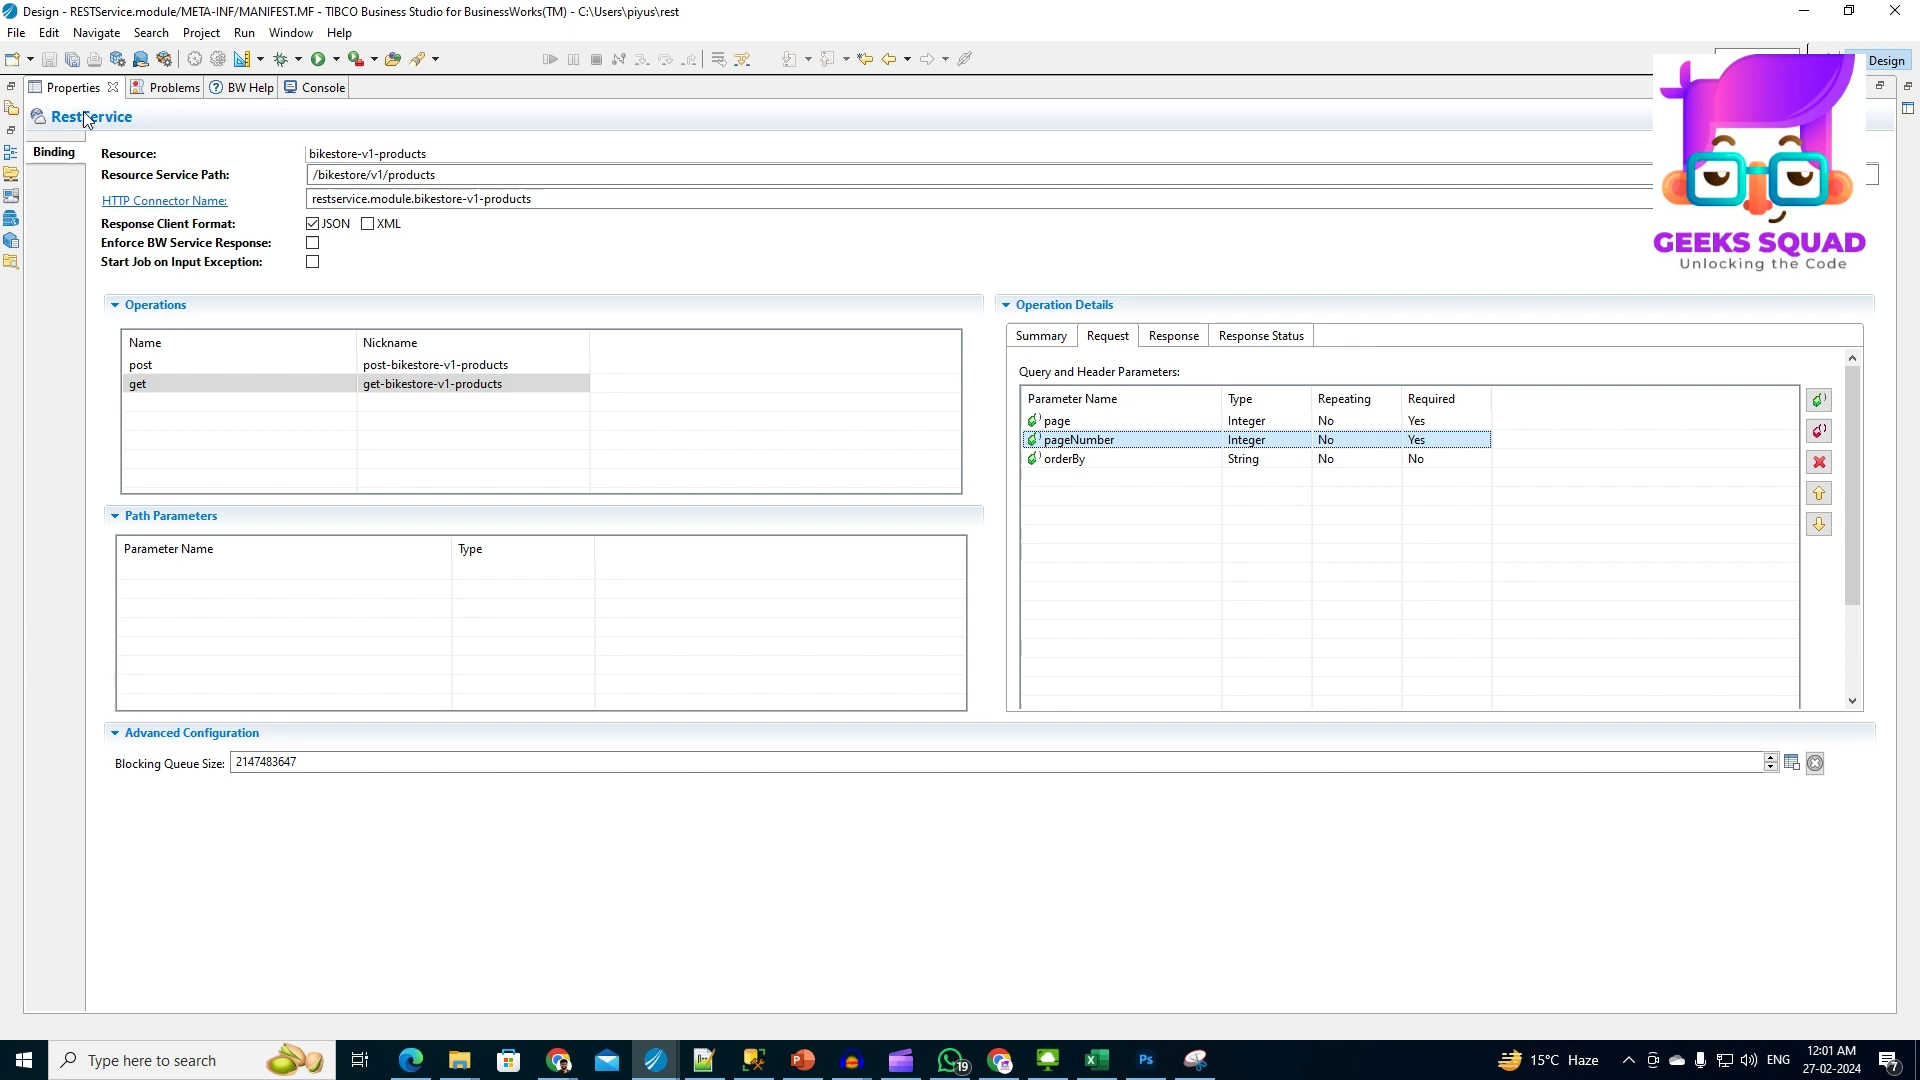 Design - RESTService.module/META-INF/MANIFEST.MF - TIBCO Business Studio for BusinessWorks(TM) - C:\Users\piyus\rest
File Edit Navigate Search Project Run Window Help
Design
Properties Problems BW Help Console
RestService
Binding
Resource: bikestore-v1-products
Resource Service Path: /bikestore/v1/products
HTTP Connector Name: restservice.module.bikestore-v1-products
Response Client Format: JSON XML
Enforce BW Service Response:
Start Job on Input Exception:
GEEKS SQUAD
Unlocking the Code
Operations
Name Nickname
post post-bikestore-v1-products
get get-bikestore-v1-products
Operation Details
Summary Request Response Response Status
Query and Header Parameters:
Parameter Name Type Repeating Required
page Integer No Yes
pageNumber Integer No Yes
orderBy String No No
Path Parameters
Parameter Name Type
Advanced Configuration
Blocking Queue Size: 2147483647
Type here to search
19
Ps
15°C Haze
ENG
12:01 AM
27-02-2024
7